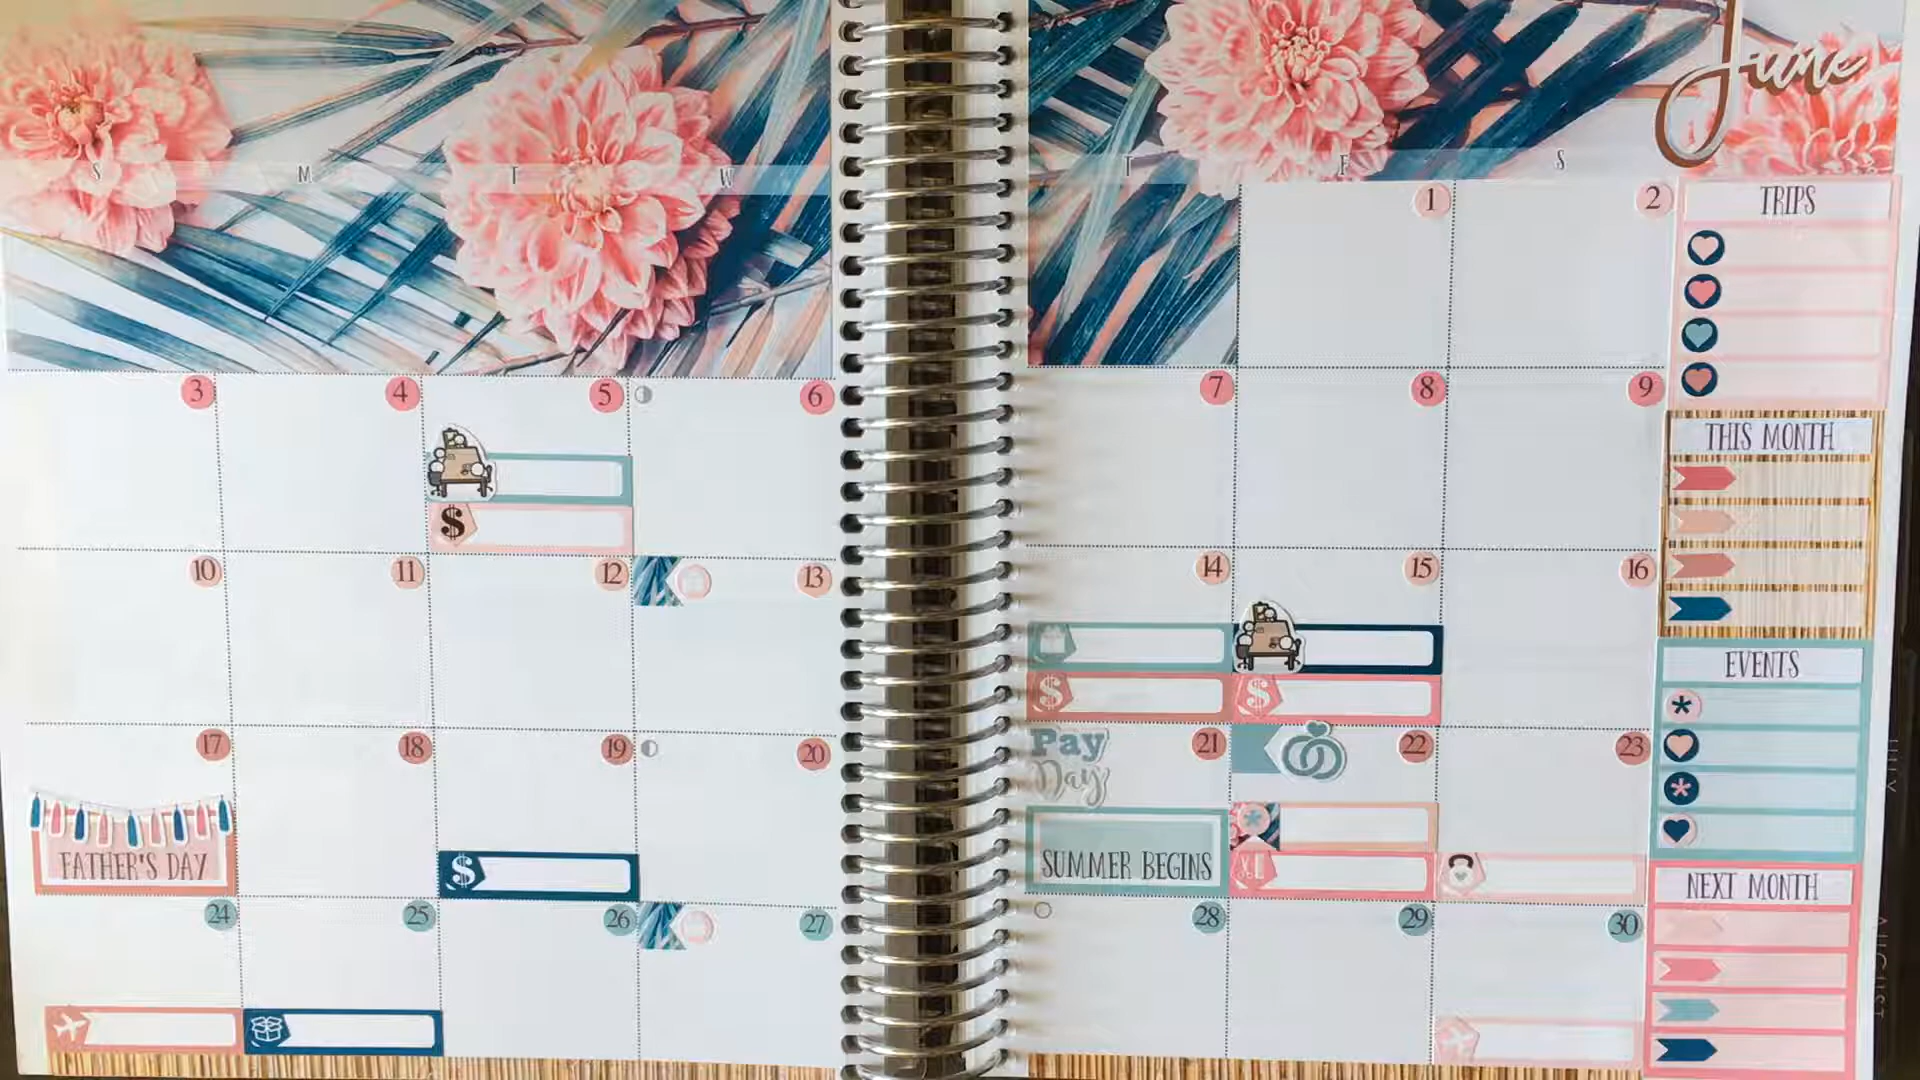 June
S M T W T F S
1 2
TRIPS
3 4 5 6 7 8 9
THIS MONTH
$
10 11 12 13 14 15 16
EVENTS
$ $
17 18 19 20 21 22 23
Pay
Day
FATHER'S DAY
$
SUMMER BEGINS
NEXT MONTH
24 25 26 27 28 29 30
JULY
AUGUST